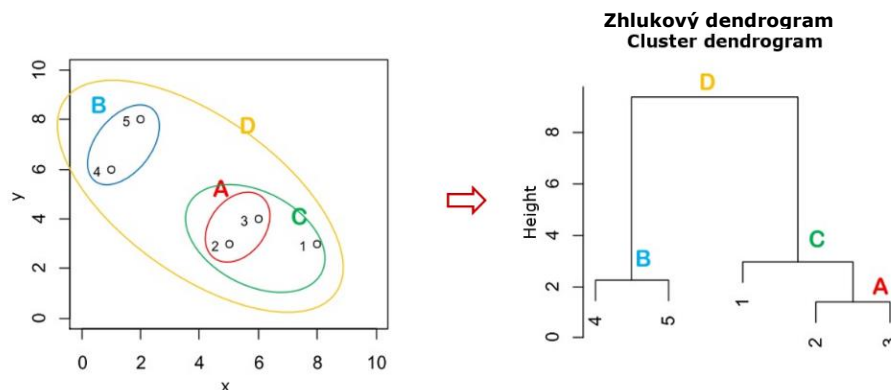 Zhlukový dendrogram
Cluster dendrogram
10
8
6
4
2
0
y
0 2 4 6 8 10
x
B
5
4
D
A
3
2
C
1
8
6
4
2
0
Height
D
B
C
A
4 5 1 2 3